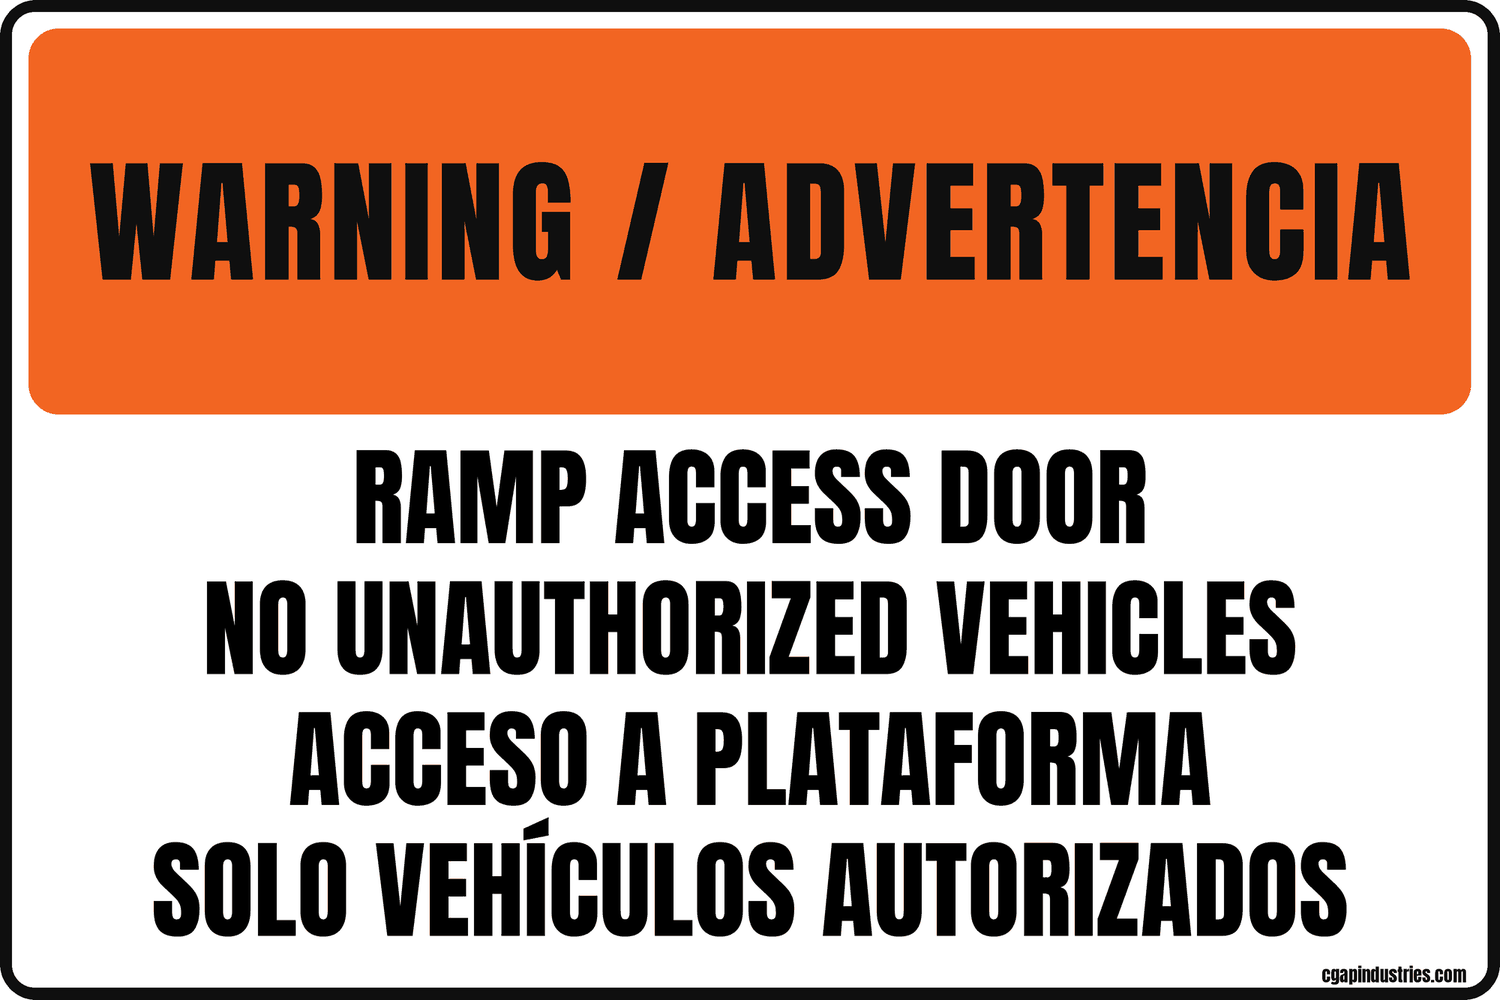 WARNING / ADVERTENCIA
RAMP ACCESS DOOR
NO UNAUTHORIZED VEHICLES
ACCESO A PLATAFORMA
SOLO VEHÍCULOS AUTORIZADOS
cgapindustries.com